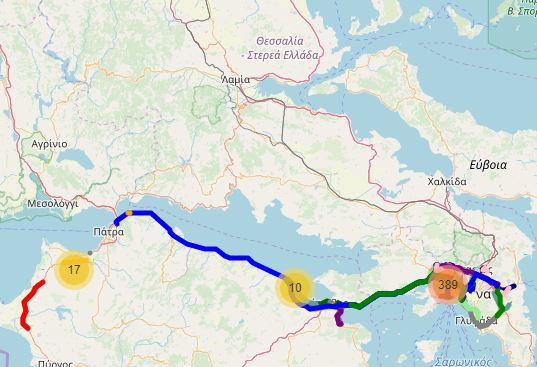 Π
Β. Σπορ
Θεσσαλία
- Στερεά Ελλάδα
Λαμία
Αγρίνιο
Εύβοια
Χαλκίδα
Μεσολόγγι
Πάτρα
17
10
389
να
Γλυφάδα
Σαρωνικός
Πύργος